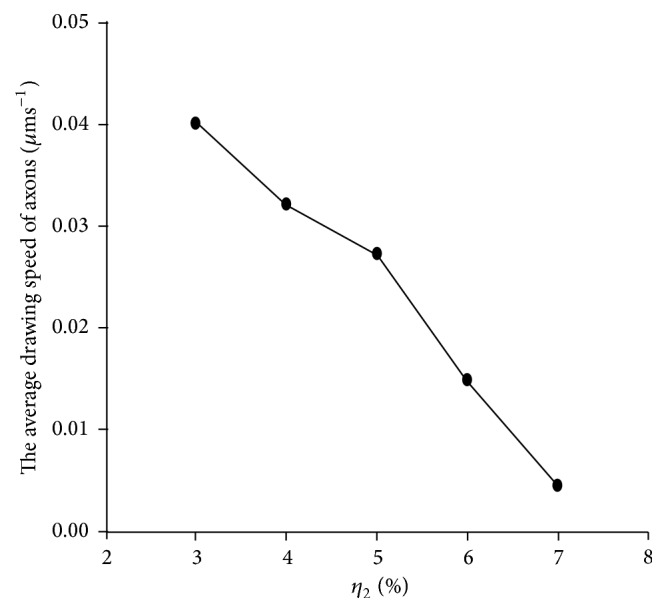 The average drawing speed of axons (μms⁻¹)
0.05
0.04
0.03
0.02
0.01
0.00
2 3 4 5 6 7 8
η₂ (%)